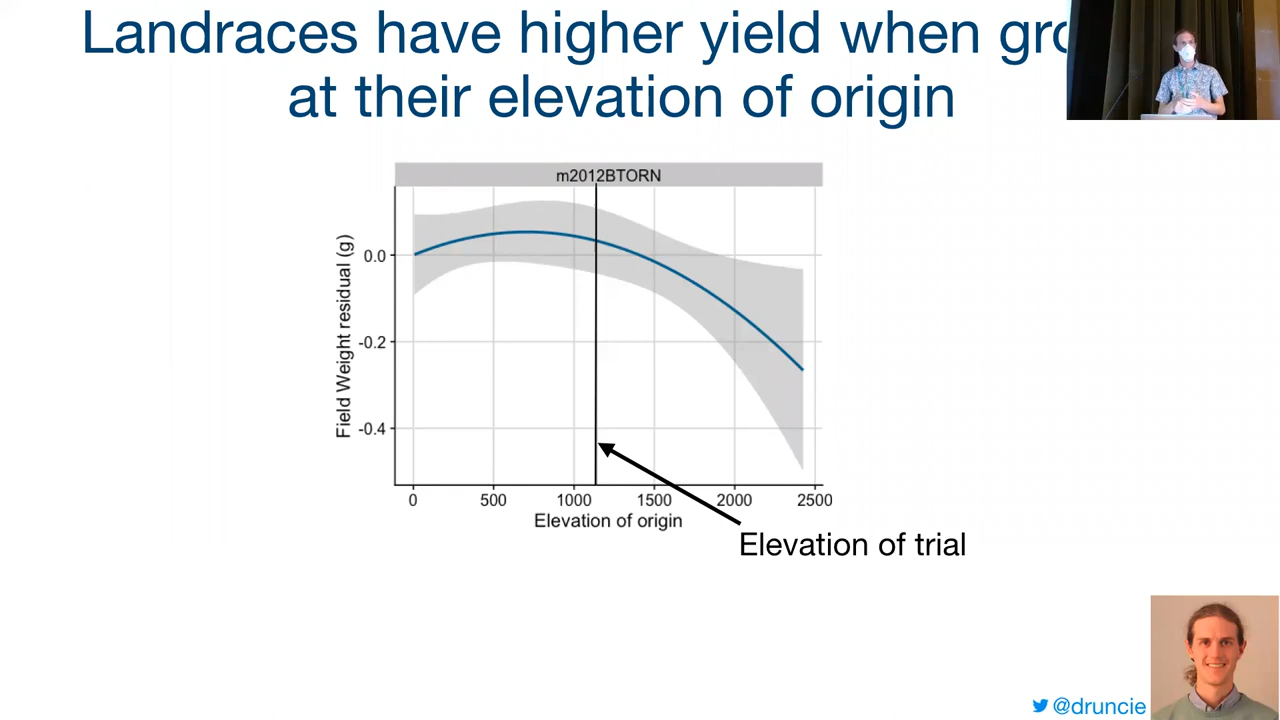 Landraces have higher yield when gro
at their elevation of origin
m2012BTORN
Field Weight residual (g)
0.0
-0.2
-0.4
0
500
1000
1500
2000
2500
Elevation of origin
Elevation of trial
@druncie